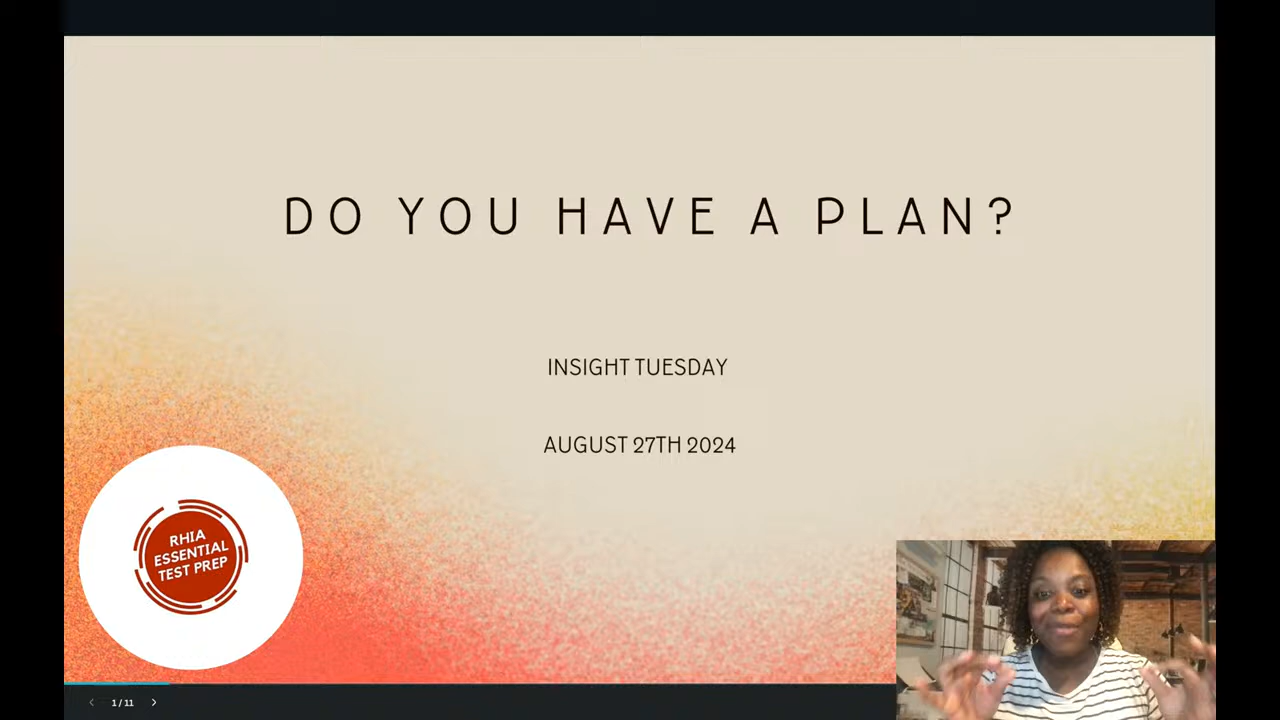 DO YOU HAVE A PLAN?
INSIGHT TUESDAY
AUGUST 27TH 2024
RHIA
ESSENTIAL
TEST PREP
1 / 11